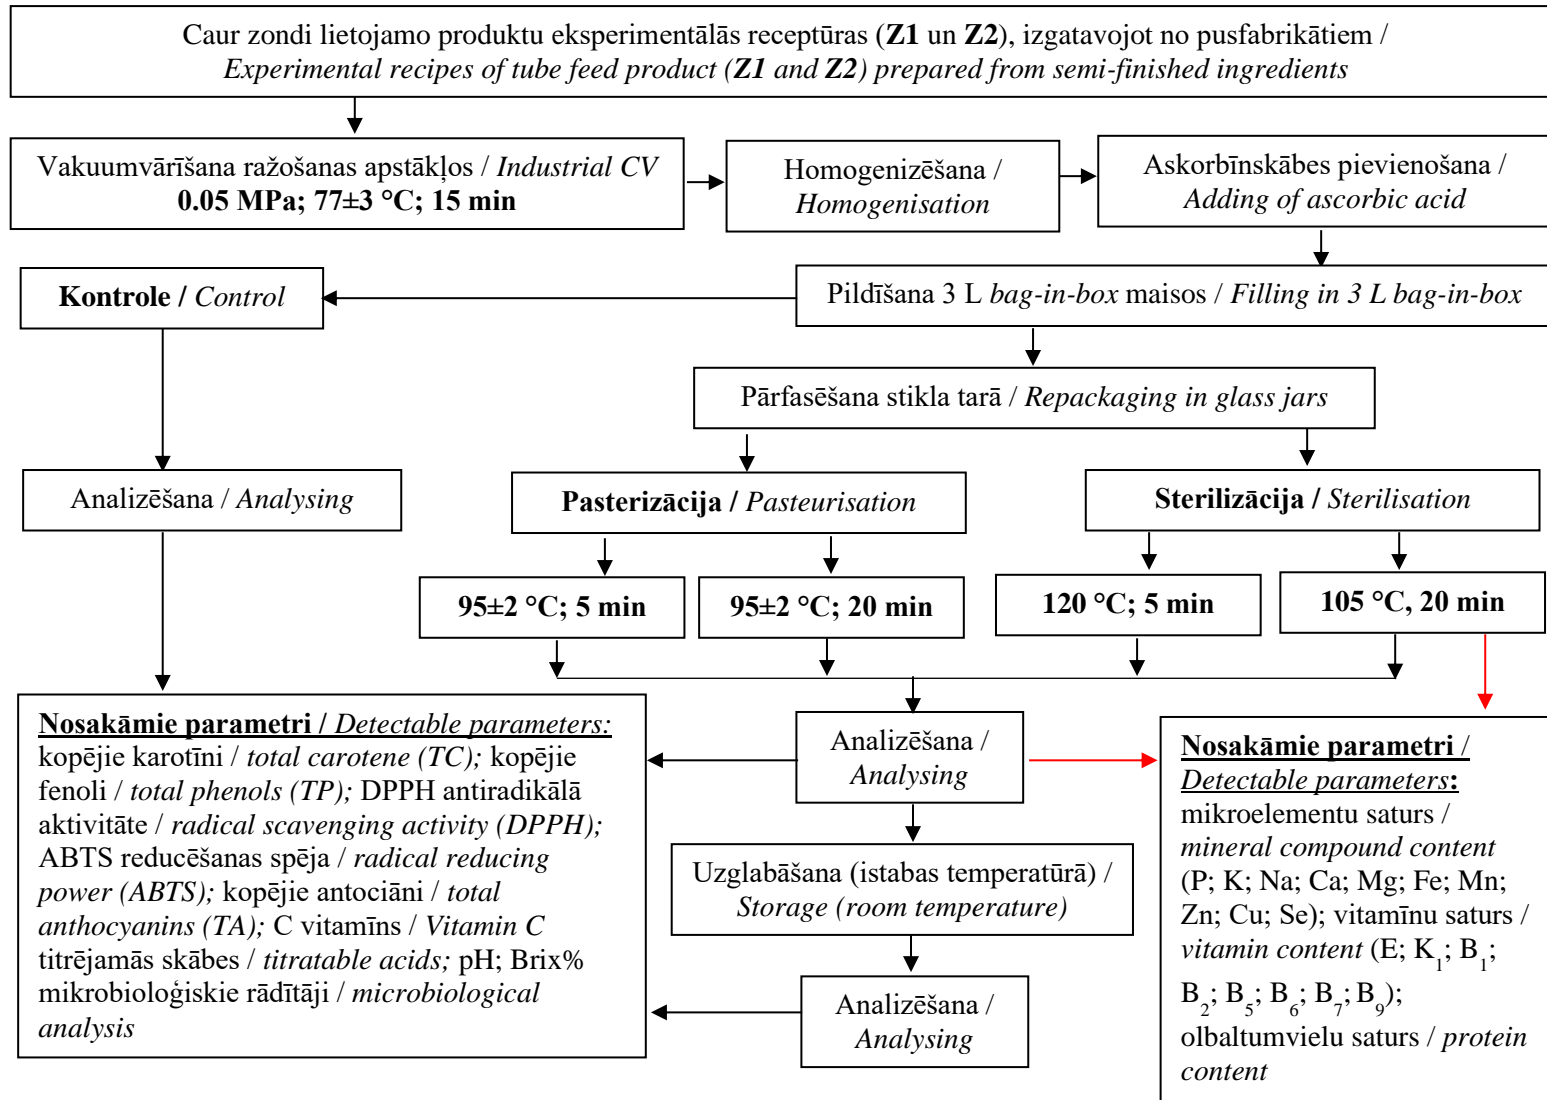 Caur zondi lietojamo produktu eksperimentālās receptūras (Z1 un Z2), izgatavojot no pusfabrikātiem /
Experimental recipes of tube feed product (Z1 and Z2) prepared from semi-finished ingredients
Vakuumvārīšana ražošanas apstākļos / Industrial CV
0.05 MPa; 77±3 °C; 15 min
Homogenizēšana /
Homogenisation
Askorbīnskābes pievienošana /
Adding of ascorbic acid
Kontrole / Control
Pildīšana 3 L bag-in-box maisos / Filling in 3 L bag-in-box
Pārfasēšana stikla tarā / Repackaging in glass jars
Analizēšana / Analysing
Pasterizācija / Pasteurisation
Sterilizācija / Sterilisation
95±2 °C; 5 min
95±2 °C; 20 min
120 °C; 5 min
105 °C, 20 min
Nosakāmie parametri / Detectable parameters:
kopējie karotīni / total carotene (TC); kopējie
fenoli / total phenols (TP); DPPH antiradikālā
aktivitāte / radical scavenging activity (DPPH);
ABTS reducēšanas spēja / radical reducing
power (ABTS); kopējie antociāni / total
anthocyanins (TA); C vitamīns / Vitamin C
titrējamās skābes / titratable acids; pH; Brix%
mikrobioloģiskie rādītāji / microbiological
analysis
Analizēšana /
Analysing
Uzglabāšana (istabas temperatūrā) /
Storage (room temperature)
Analizēšana /
Analysing
Nosakāmie parametri /
Detectable parameters:
mikroelementu saturs /
mineral compound content
(P; K; Na; Ca; Mg; Fe; Mn;
Zn; Cu; Se); vitamīnu saturs /
vitamin content (E; K₁; B₁;
B₂; B₅; B₆; B₇; B₉);
olbaltumvielu saturs / protein
content